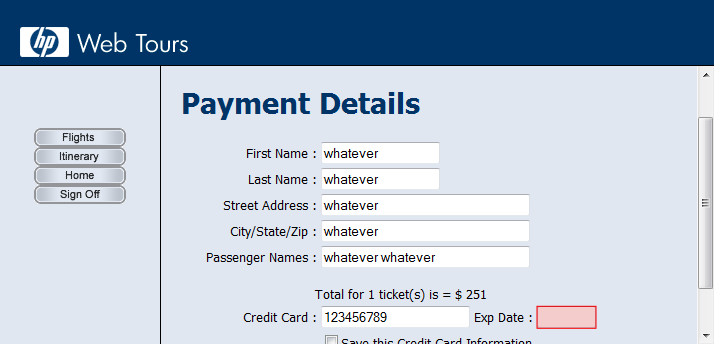 hp Web Tours
Payment Details
Flights
Itinerary
Home
Sign Off
First Name : whatever
Last Name : whatever
Street Address : whatever
City/State/Zip : whatever
Passenger Names : whatever whatever
Total for 1 ticket(s) is = $ 251
Credit Card : 123456789 Exp Date :
Save this Credit Card Information